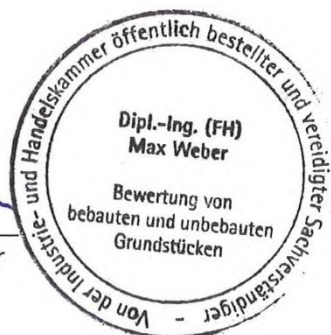 Von der Industrie- und Handelskammer öffentlich bestellter und vereidigter Sachverständiger -
Dipl.-Ing. (FH)
Max Weber
Bewertung von
bebauten und unbebauten
Grundstücken